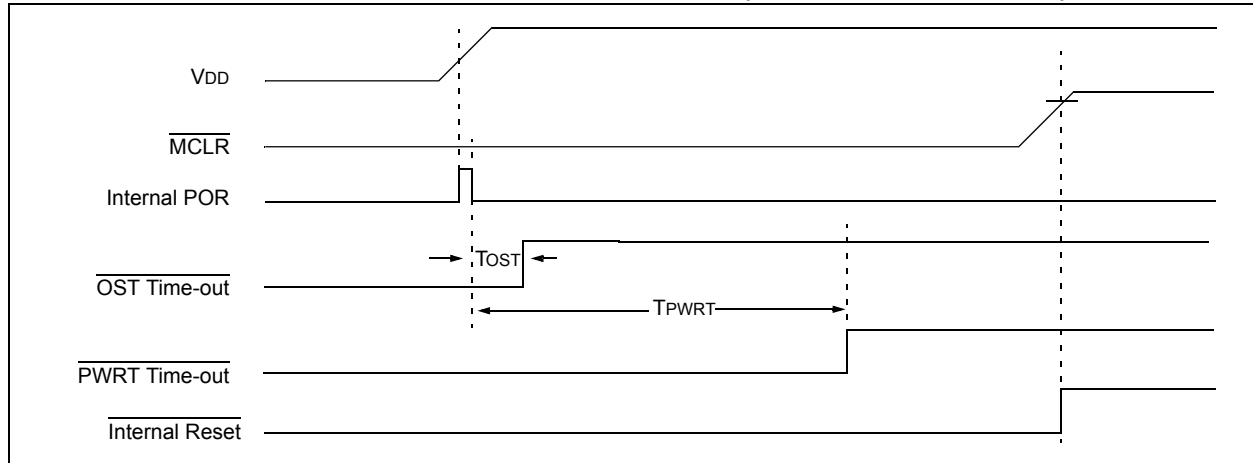 VDD
MCLR
Internal POR
TOST
OST Time-out
TPWRT
PWRT Time-out
Internal Reset